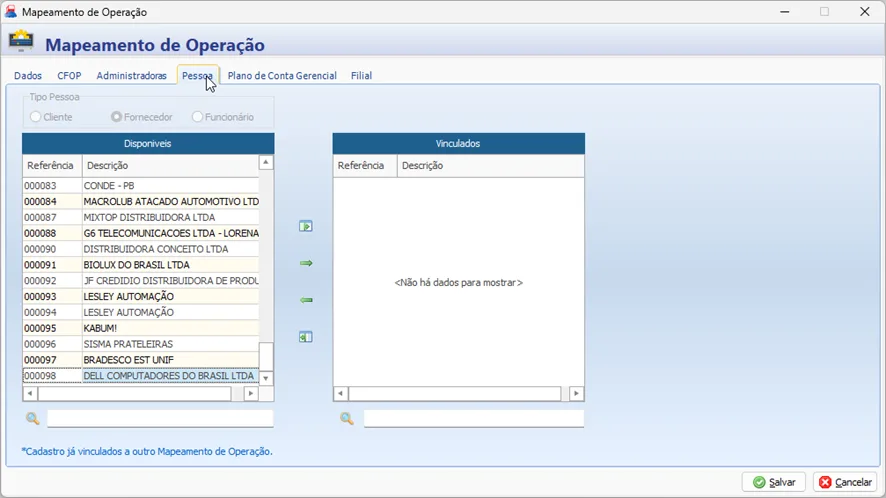 Mapeamento de Operação
Mapeamento de Operação
Dados CFOP Administradoras Pessoa Plano de Conta Gerencial Filial
Tipo Pessoa
Cliente Fornecedor Funcionário
Disponiveis Vinculados
Referência Descrição Referência Descrição
000083 CONDE - PB
000084 MACROLUB ATACADO AUTOMOTIVO LTD
000087 MIXTOP DISTRIBUIDORA LTDA
000088 G6 TELECOMUNICACOES LTDA - LORENA
000090 DISTRIBUIDORA CONCEITO LTDA
000091 BIOLUX DO BRASIL LTDA
000092 JF CREDIDIO DISTRIBUIDORA DE PRODU
<Não há dados para mostrar>
000093 LESLEY AUTOMAÇÃO
000094 LESLEY AUTOMAÇÃO
000095 KABUM!
000096 SISMA PRATELEIRAS
000097 BRADESCO EST UNIF
000098 DELL COMPUTADORES DO BRASIL LTDA
*Cadastro já vinculados a outro Mapeamento de Operação.
Salvar Cancelar